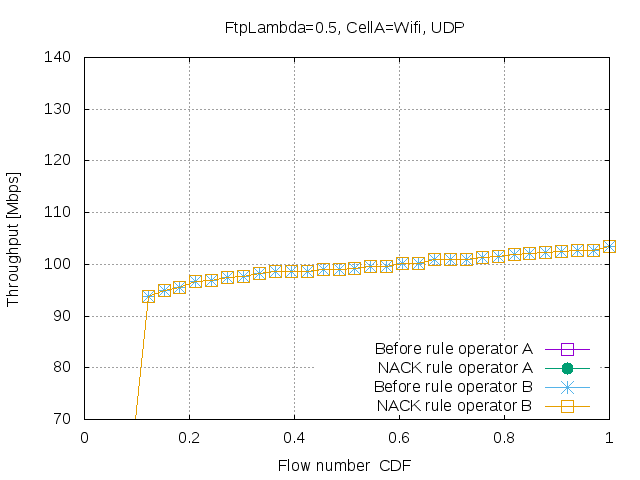 FtpLambda=0.5, CellA=Wifi, UDP
140
130
120
110
100
90
80
70
Throughput [Mbps]
Before rule operator A
NACK rule operator A
Before rule operator B
NACK rule operator B
0 0.2 0.4 0.6 0.8 1
Flow number  CDF